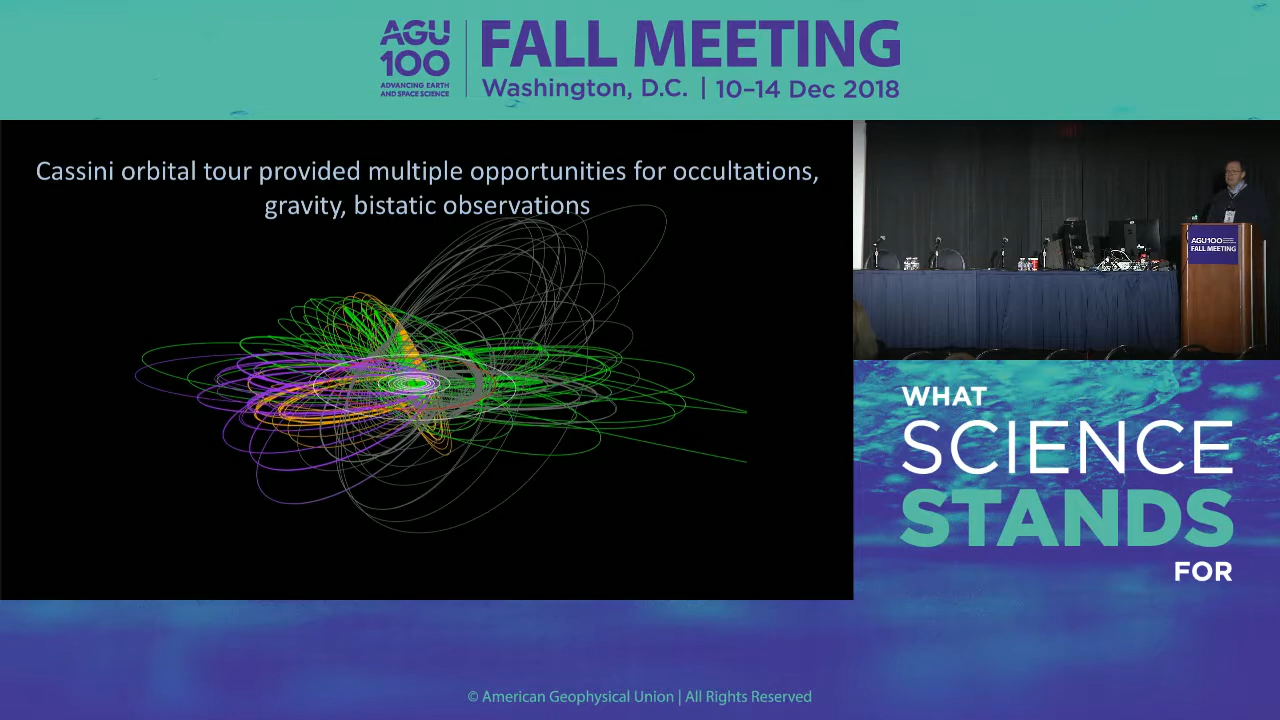 AGU
100
ADVANCING EARTH
AND SPACE SCIENCE
FALL MEETING
Washington, D.C. | 10–14 Dec 2018
Cassini orbital tour provided multiple opportunities for occultations,
gravity, bistatic observations
AGU100
FALL MEETING
WHAT
SCIENCE
STANDS
FOR
© American Geophysical Union | All Rights Reserved